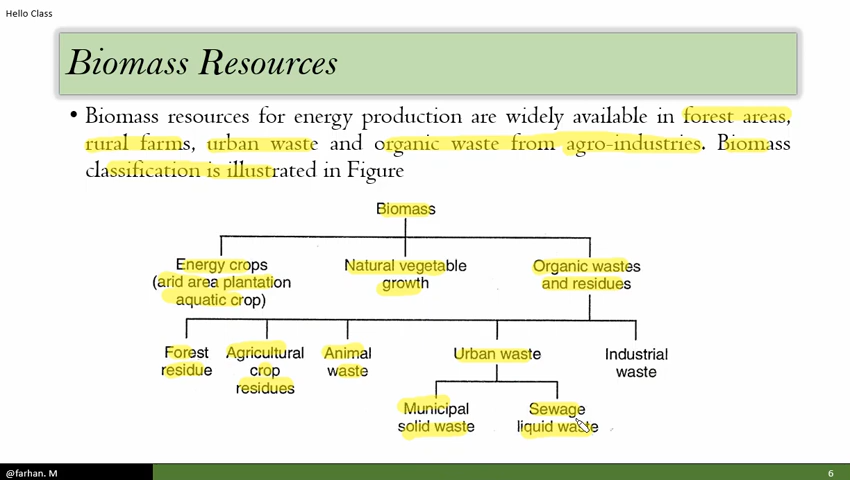 Hello Class
Biomass Resources
• Biomass resources for energy production are widely available in forest areas,
rural farms, urban waste and organic waste from agro-industries. Biomass
classification is illustrated in Figure
Biomass
Energy crops
(arid area plantation
aquatic crop)
Natural vegetable
growth
Organic wastes
and residues
Forest
residue
Agricultural
crop
residues
Animal
waste
Urban waste
Industrial
waste
Municipal
solid waste
Sewage
liquid waste
@farhan. M
6